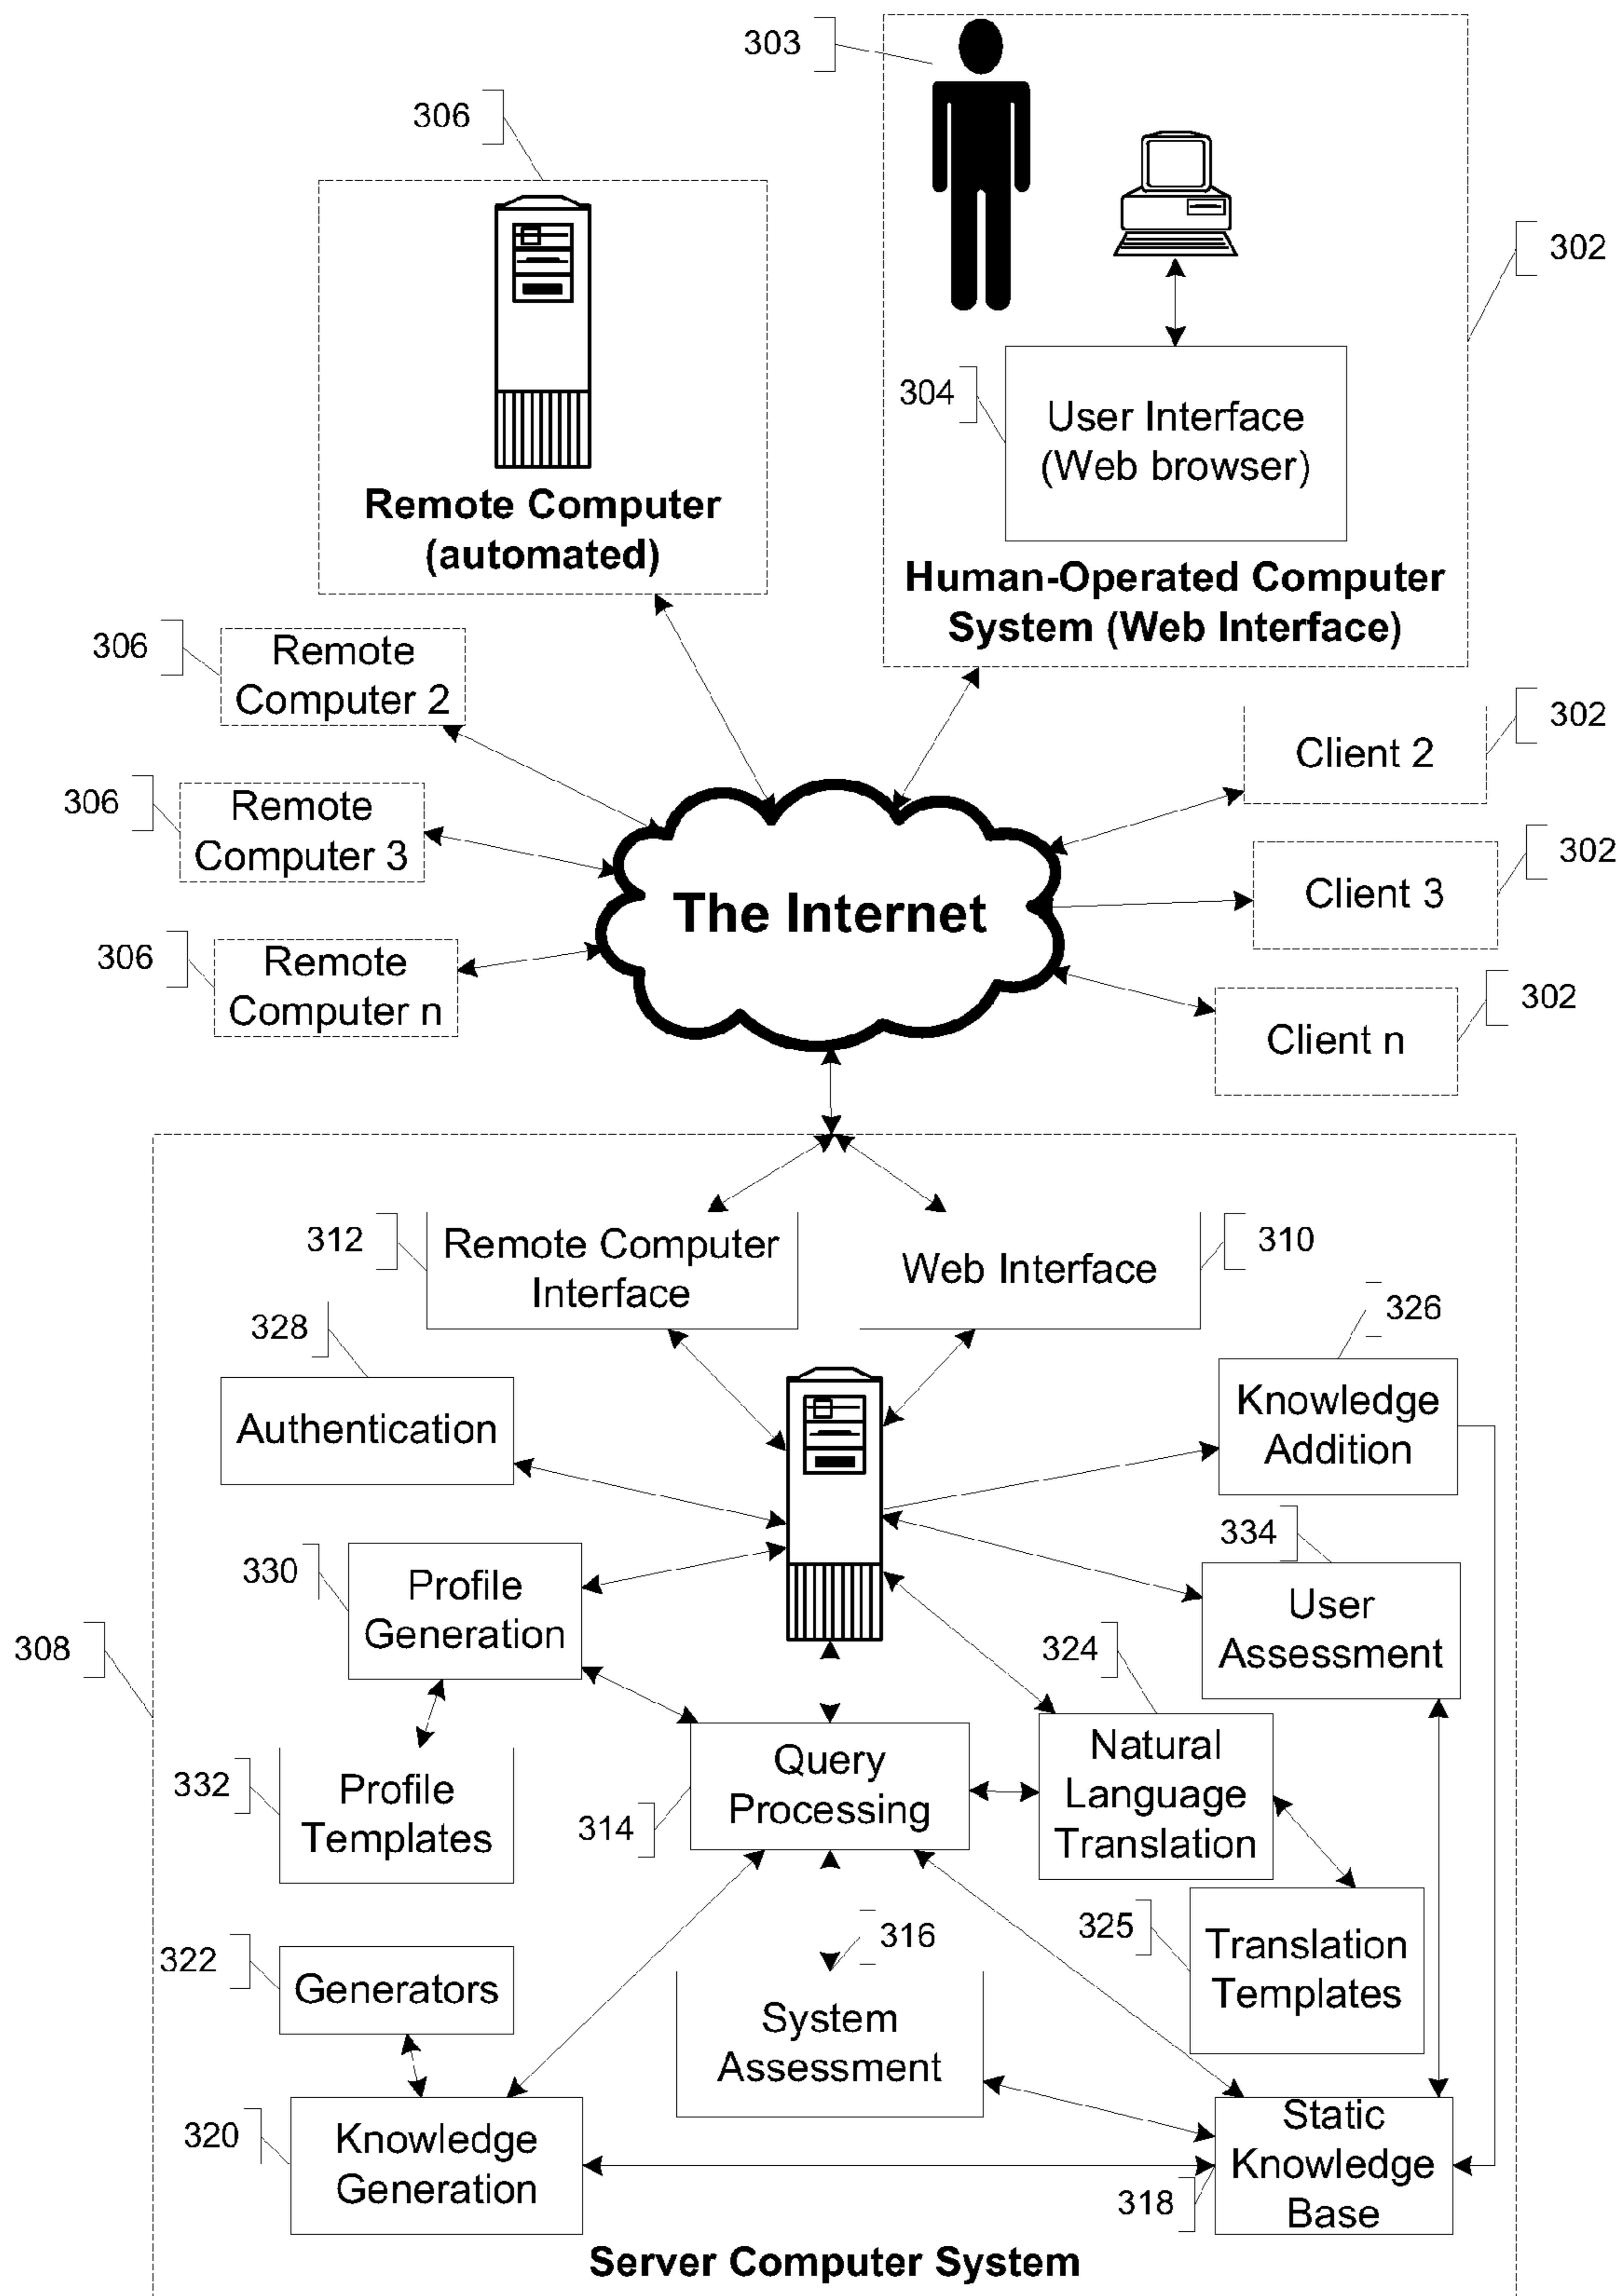 303
306
302
304
User Interface
(Web browser)
Remote Computer
(automated)
Human-Operated Computer
System (Web Interface)
306
Remote
Computer 2
302
Client 2
306
Remote
Computer 3
302
Client 3
The Internet
306
Remote
Computer n
302
Client n
312
Remote Computer
Interface
Web Interface
310
328
326
Authentication
Knowledge
Addition
334
330
Profile
Generation
User
Assessment
308
324
332
Profile
Templates
314
Query
Processing
Natural
Language
Translation
322
Generators
316
325
Translation
Templates
System
Assessment
320
Knowledge
Generation
318
Static
Knowledge
Base
Server Computer System